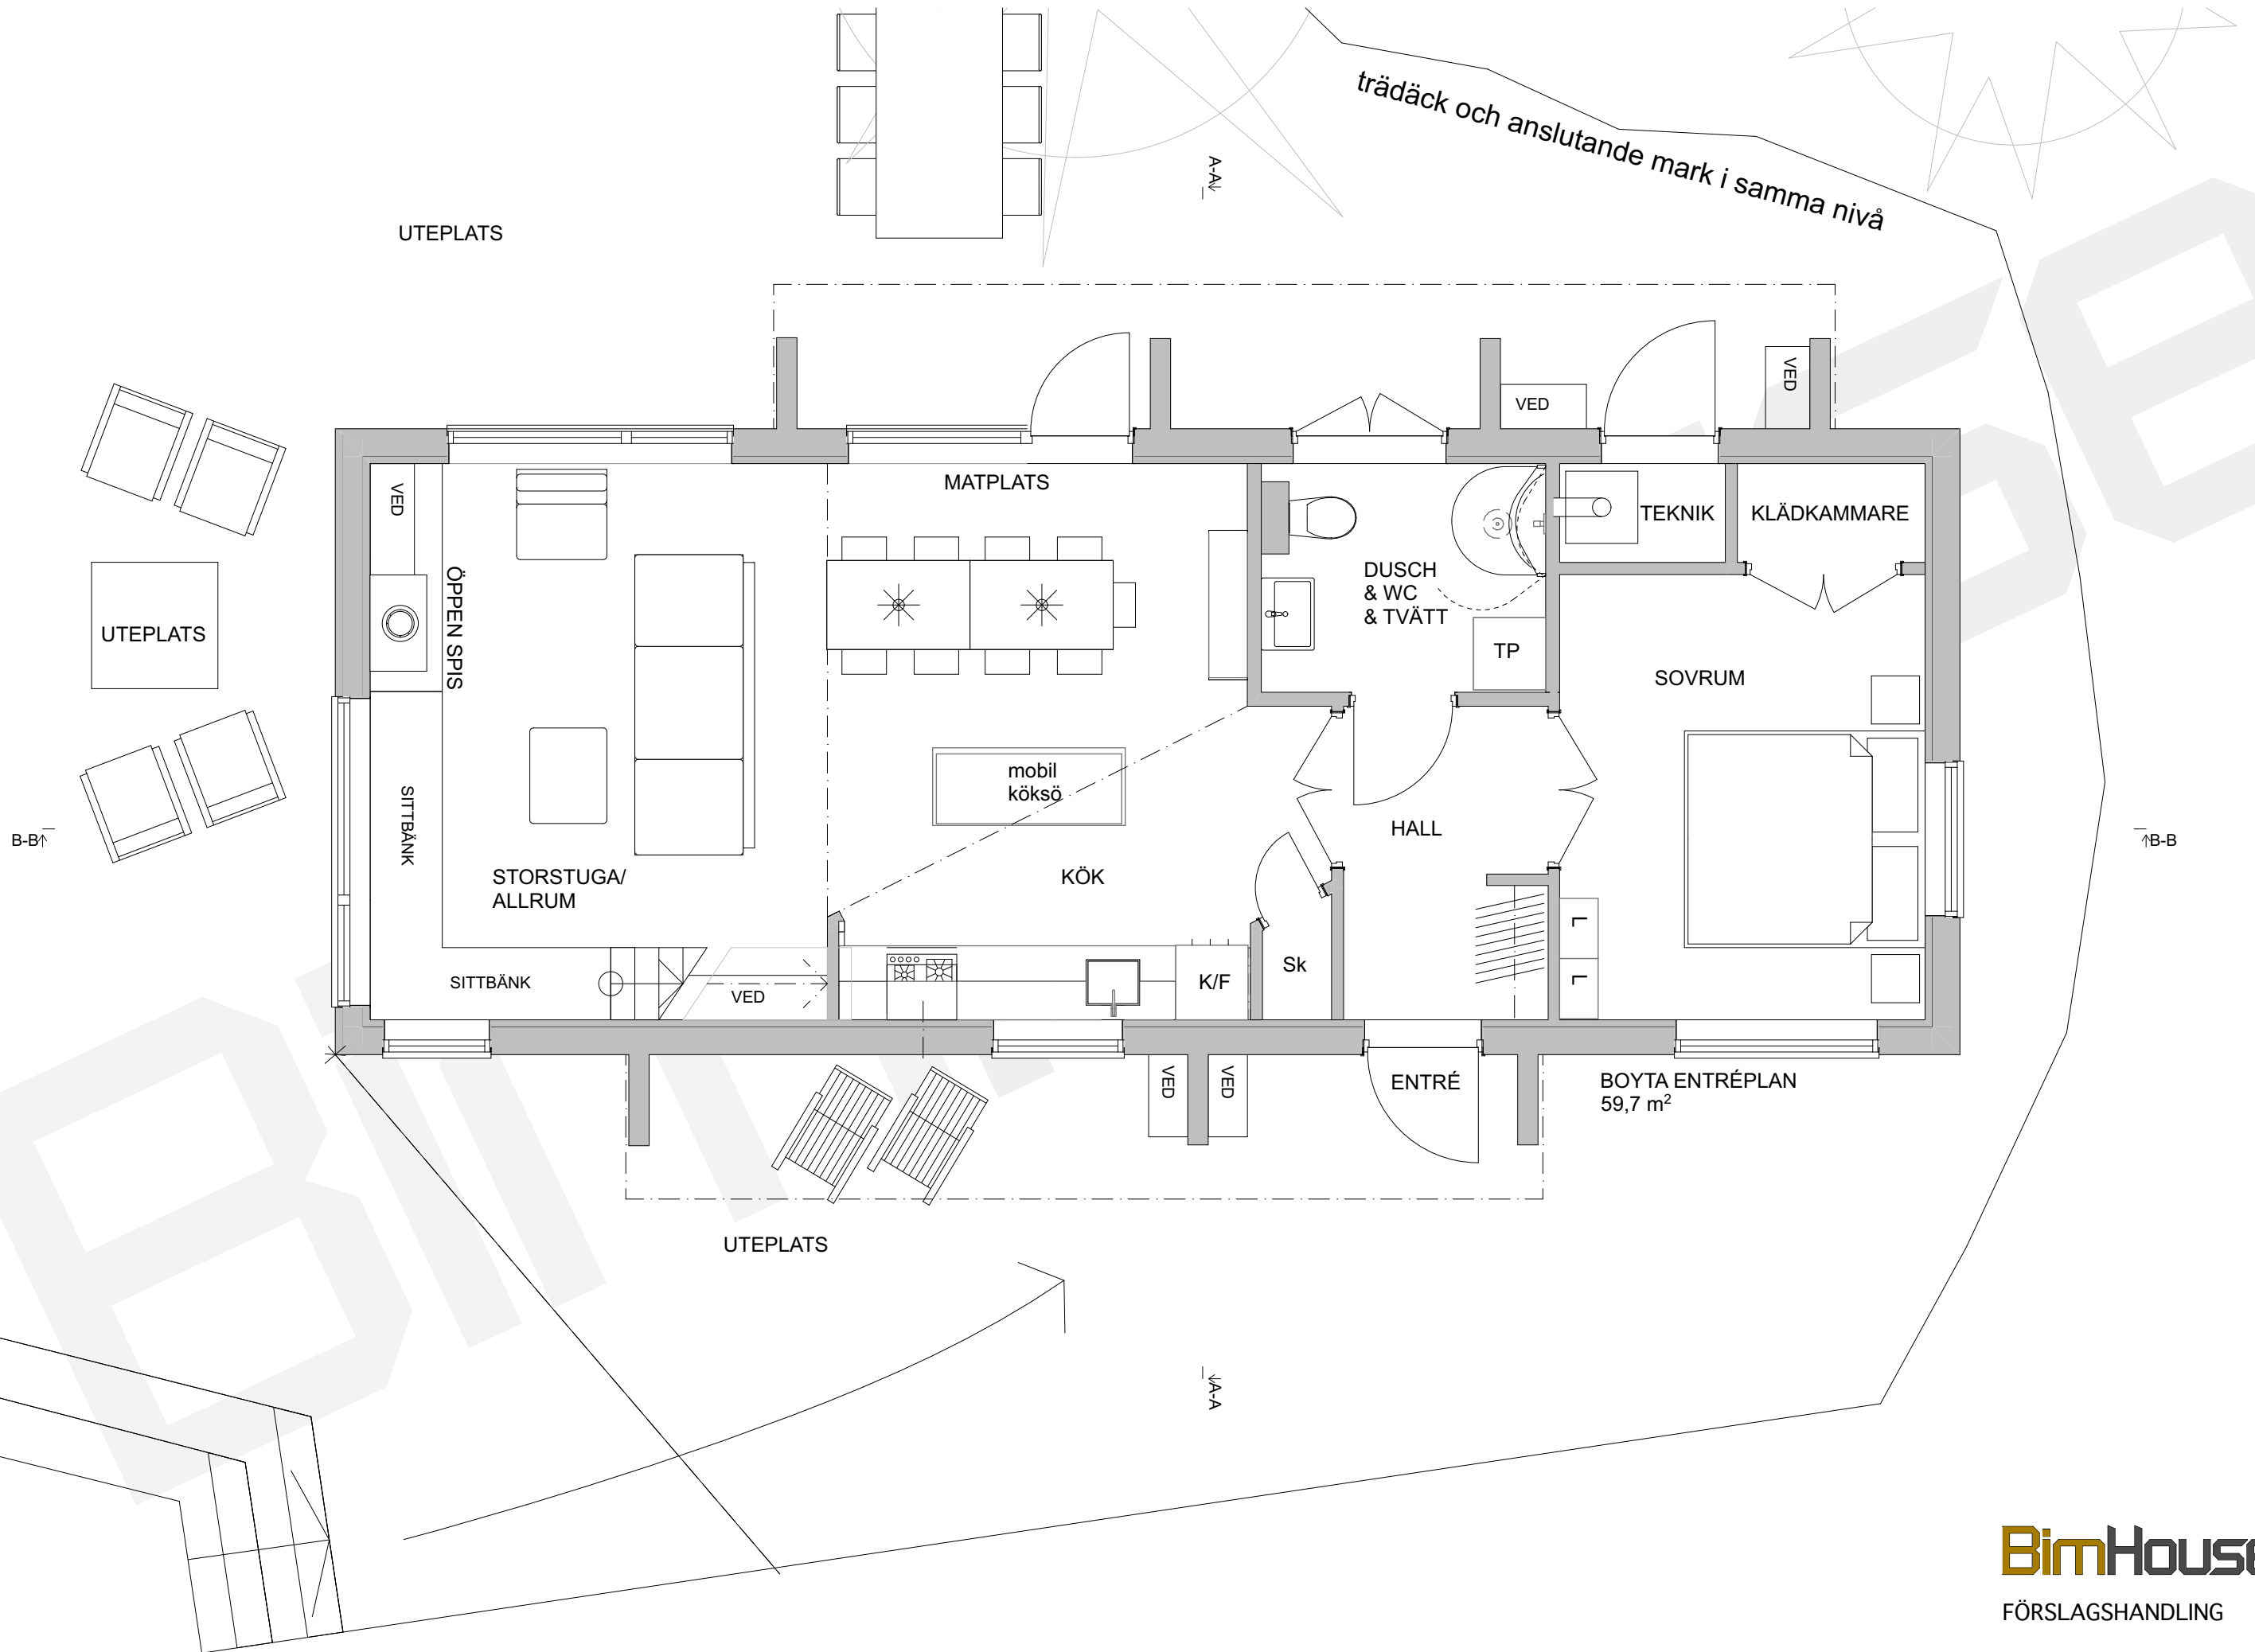 trädäck och anslutande mark i samma nivå
A-A
UTEPLATS
VED
VED
MATPLATS
VED
TEKNIK
KLÄDKAMMARE
ÖPPEN SPIS
DUSCH
& WC
& TVÄTT
UTEPLATS
TP
SOVRUM
mobil
köksö
SITTBÄNK
HALL
B-B
B-B
STORSTUGA/
ALLRUM
KÖK
L
L
Sk
K/F
SITTBÄNK
VED
VED
VED
ENTRÉ
BOYTA ENTRÉPLAN
59,7 m²
UTEPLATS
A-A
BimHouse
FÖRSLAGSHANDLING